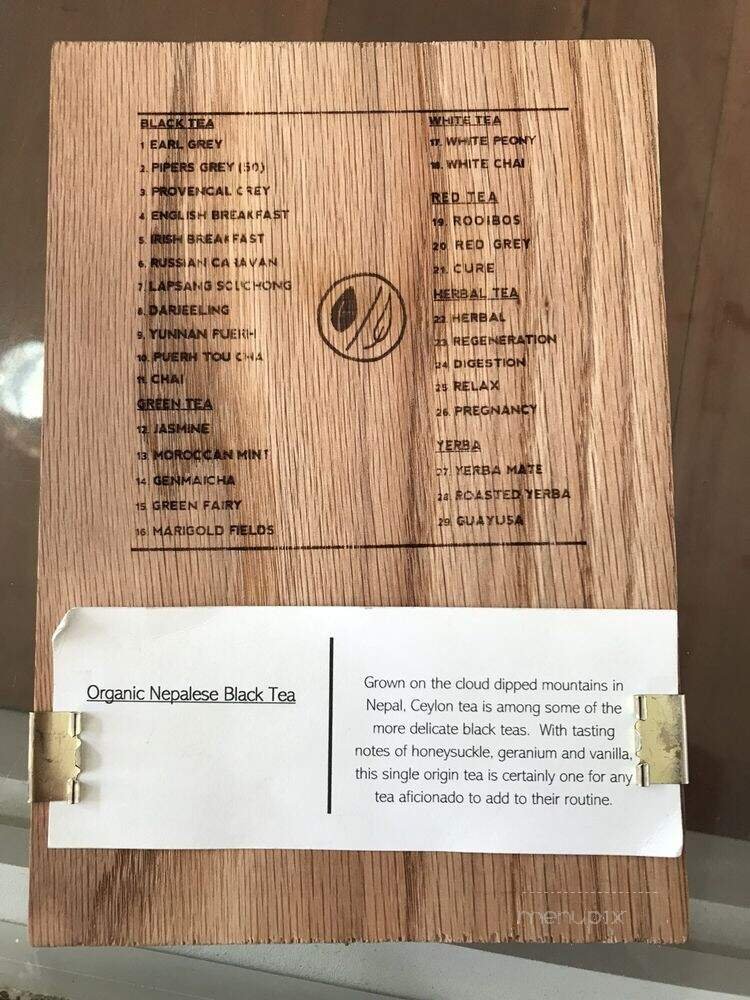 BLACK TEA
1 EARL GREY
2. PIPERS GREY (50)
3. PROVENCAL GREY
4. ENGLISH BREAKFAST
5. IRISH BREAKFAST
6. RUSSIAN CARAVAN
7. LAPSANG SOUCHONG
8. DARJEELING
9. YUNNAN PUERH
10. PUERH TOU CHA
11. CHAI
GREEN TEA
12. JASMINE
13. MOROCCAN MINT
14. GENMAICHA
15. GREEN FAIRY
16. MARIGOLD FIELDS
WHITE TEA
17. WHITE PEONY
18. WHITE CHAI
RED TEA
19. ROOIBOS
20. RED GREY
21. CURE
HERBAL TEA
22. HERBAL
23. REGENERATION
24. DIGESTION
25. RELAX
26. PREGNANCY
YERBA
27. YERBA MATE
28. ROASTED YERBA
29. GUAYUSA
Organic Nepalese Black Tea
Grown on the cloud dipped mountains in
Nepal, Ceylon tea is among some of the
more delicate black teas. With tasting
notes of honeysuckle, geranium and vanilla,
this single origin tea is certainly one for any
tea aficionado to add to their routine.
menupix